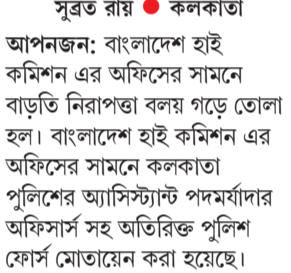 সুব্রত রায় ● কলকাতা
আপনজন: বাংলাদেশ হাই
কমিশন এর অফিসের সামনে
বাড়তি নিরাপত্তা বলয় গড়ে তোলা
হল। বাংলাদেশ হাই কমিশন এর
অফিসের সামনে কলকাতা
পুলিশের অ্যাসিস্ট্যান্ট পদমর্যাদার
অফিসার্স সহ অতিরিক্ত পুলিশ
ফোর্স মোতায়েন করা হয়েছে।